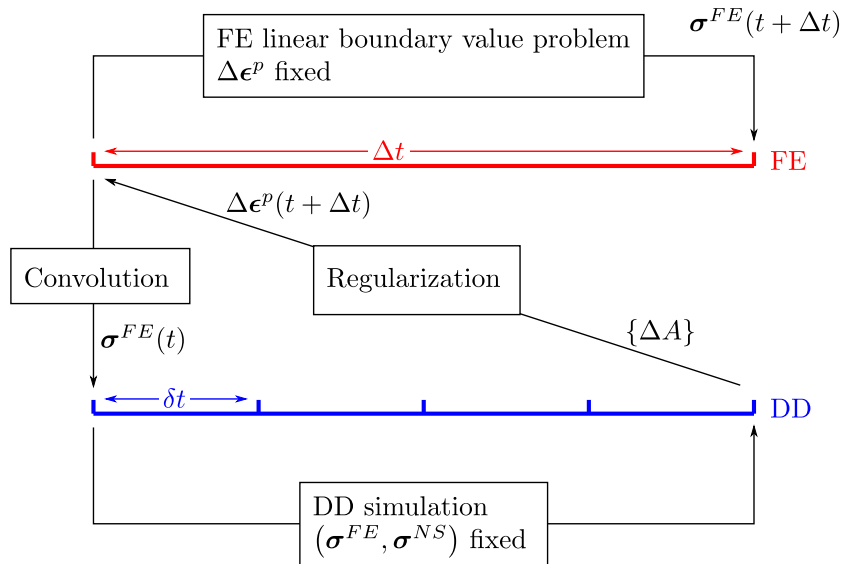 σ^{FE}(t + Δt)
FE linear boundary value problem
Δϵ^p fixed
Δt
FE
Δϵ^p(t + Δt)
Convolution
Regularization
σ^{FE}(t)
{ΔA}
δt
DD
DD simulation
(σ^{FE}, σ^{NS}) fixed